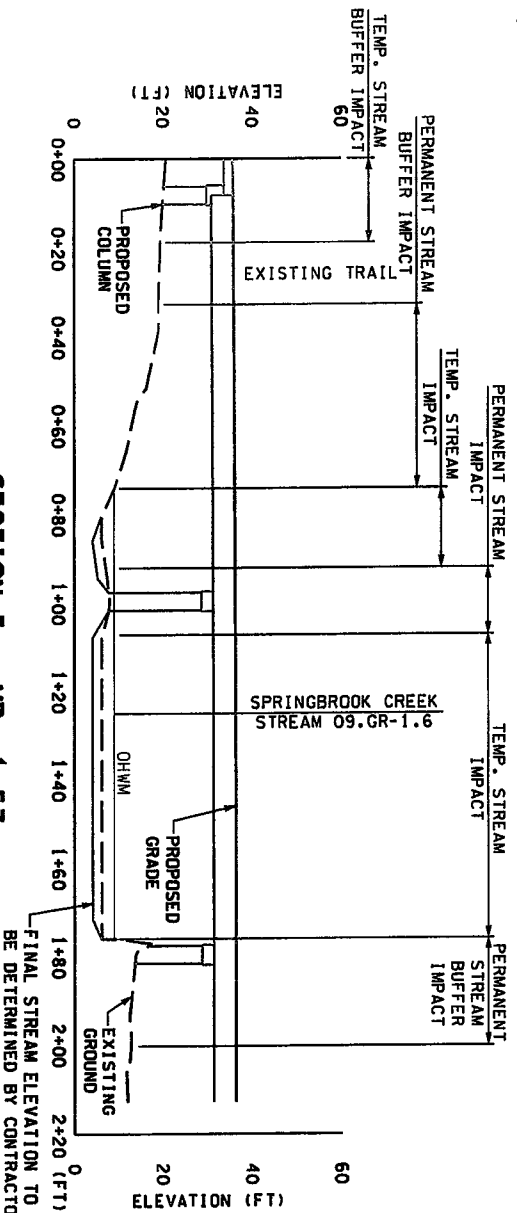 TEMP. STREAM
BUFFER IMPACT
PERMANENT STREAM
BUFFER IMPACT
TEMP. STREAM
IMPACT
PERMANENT STREAM
IMPACT
TEMP. STREAM
IMPACT
PERMANENT
STREAM
BUFFER
IMPACT
ELEVATION (FT)
60
40
20
0
EXISTING TRAIL
PROPOSED
COLUMN
SPRINGBROOK CREEK
STREAM 09.GR-1.6
OHWM
PROPOSED
GRADE
EXISTING
GROUND
60
40
20
0
ELEVATION (FT)
0+00
0+20
0+40
0+60
0+80
1+00
1+20
1+40
1+60
1+80
2+00
2+20 (FT)
FINAL STREAM ELEVATION TO
BE DETERMINED BY